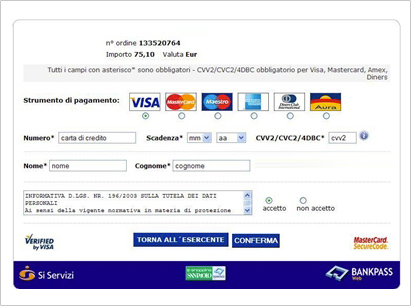 n° ordine 133520764
Importo 75,10 Valuta Eur
Tutti i campi con asterisco* sono obbligatori - CVV2/CVC2/4DBC obbligatorio per Visa, Mastercard, Amex,
Diners
Strumento di pagamento:
VISA MasterCard Maestro Diners Club International Aura
Numero* carta di credito Scadenza* mm aa CVV2/CVC2/4DBC* cvv2
Nome* nome Cognome* cognome
INFORMATIVA D.LGS. NR. 196/2003 SULLA TUTELA DEI DATI
PERSONALI
Ai sensi della vigente normativa in materia di protezione
accetto non accetto
VERIFIED by VISA
TORNA ALL´ESERCENTE CONFERMA
MasterCard. SecureCode.
Si Servizi
BANKPASS
Web